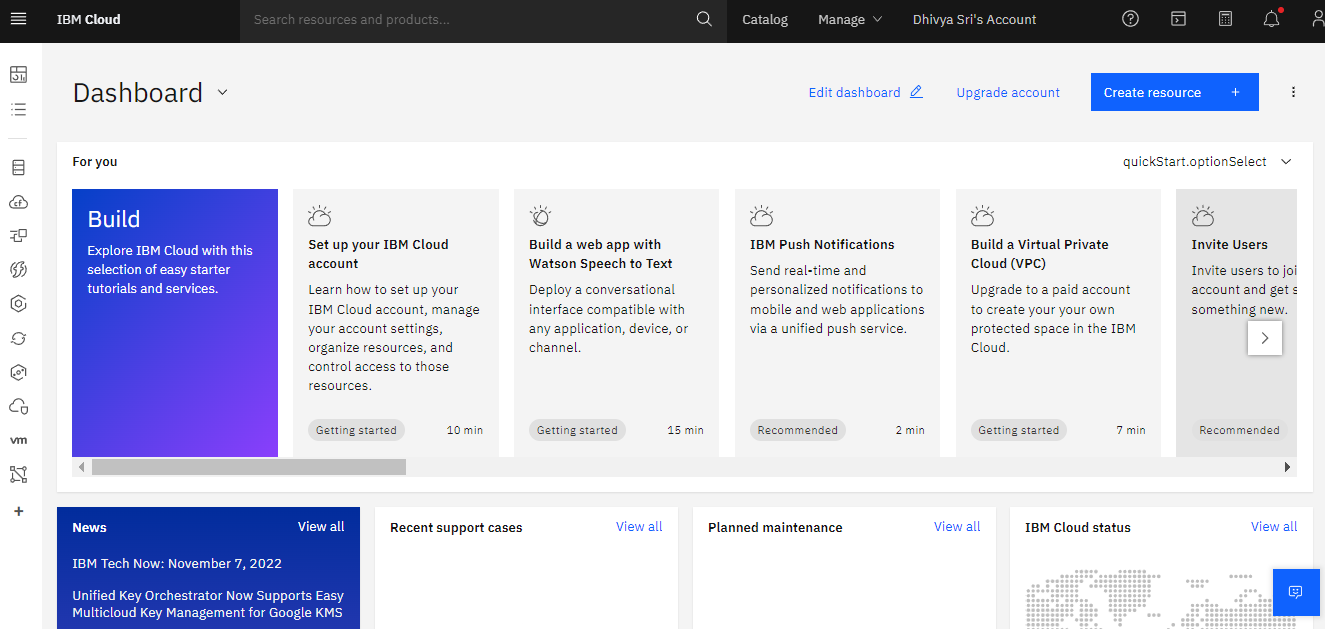 IBM Cloud
Search resources and products...
Catalog
Manage
Dhivya Sri's Account
Dashboard
Edit dashboard
Upgrade account
Create resource +
For you
quickStart.optionSelect
Build
Explore IBM Cloud with this
selection of easy starter
tutorials and services.
Set up your IBM Cloud
account
Learn how to set up your
IBM Cloud account, manage
your account settings,
organize resources, and
control access to those
resources.
Getting started
10 min
Build a web app with
Watson Speech to Text
Deploy a conversational
interface compatible with
any application, device, or
channel.
Getting started
15 min
IBM Push Notifications
Send real-time and
personalized notifications to
mobile and web applications
via a unified push service.
Recommended
2 min
Build a Virtual Private
Cloud (VPC)
Upgrade to a paid account
to create your your own
protected space in the IBM
Cloud.
Getting started
7 min
Invite Users
Invite users to joi
account and get s
something new.
Recommended
vm
+
News
View all
IBM Tech Now: November 7, 2022
Unified Key Orchestrator Now Supports Easy
Multicloud Key Management for Google KMS
Recent support cases
View all
Planned maintenance
View all
IBM Cloud status
View all